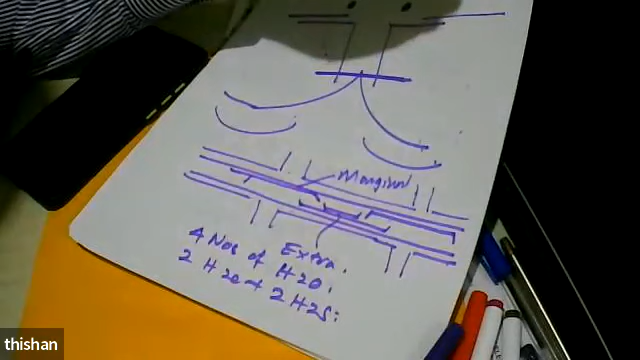 Marginal
Extra.
4 Nos of H20.
2 H20 + 2 H25:
thishan